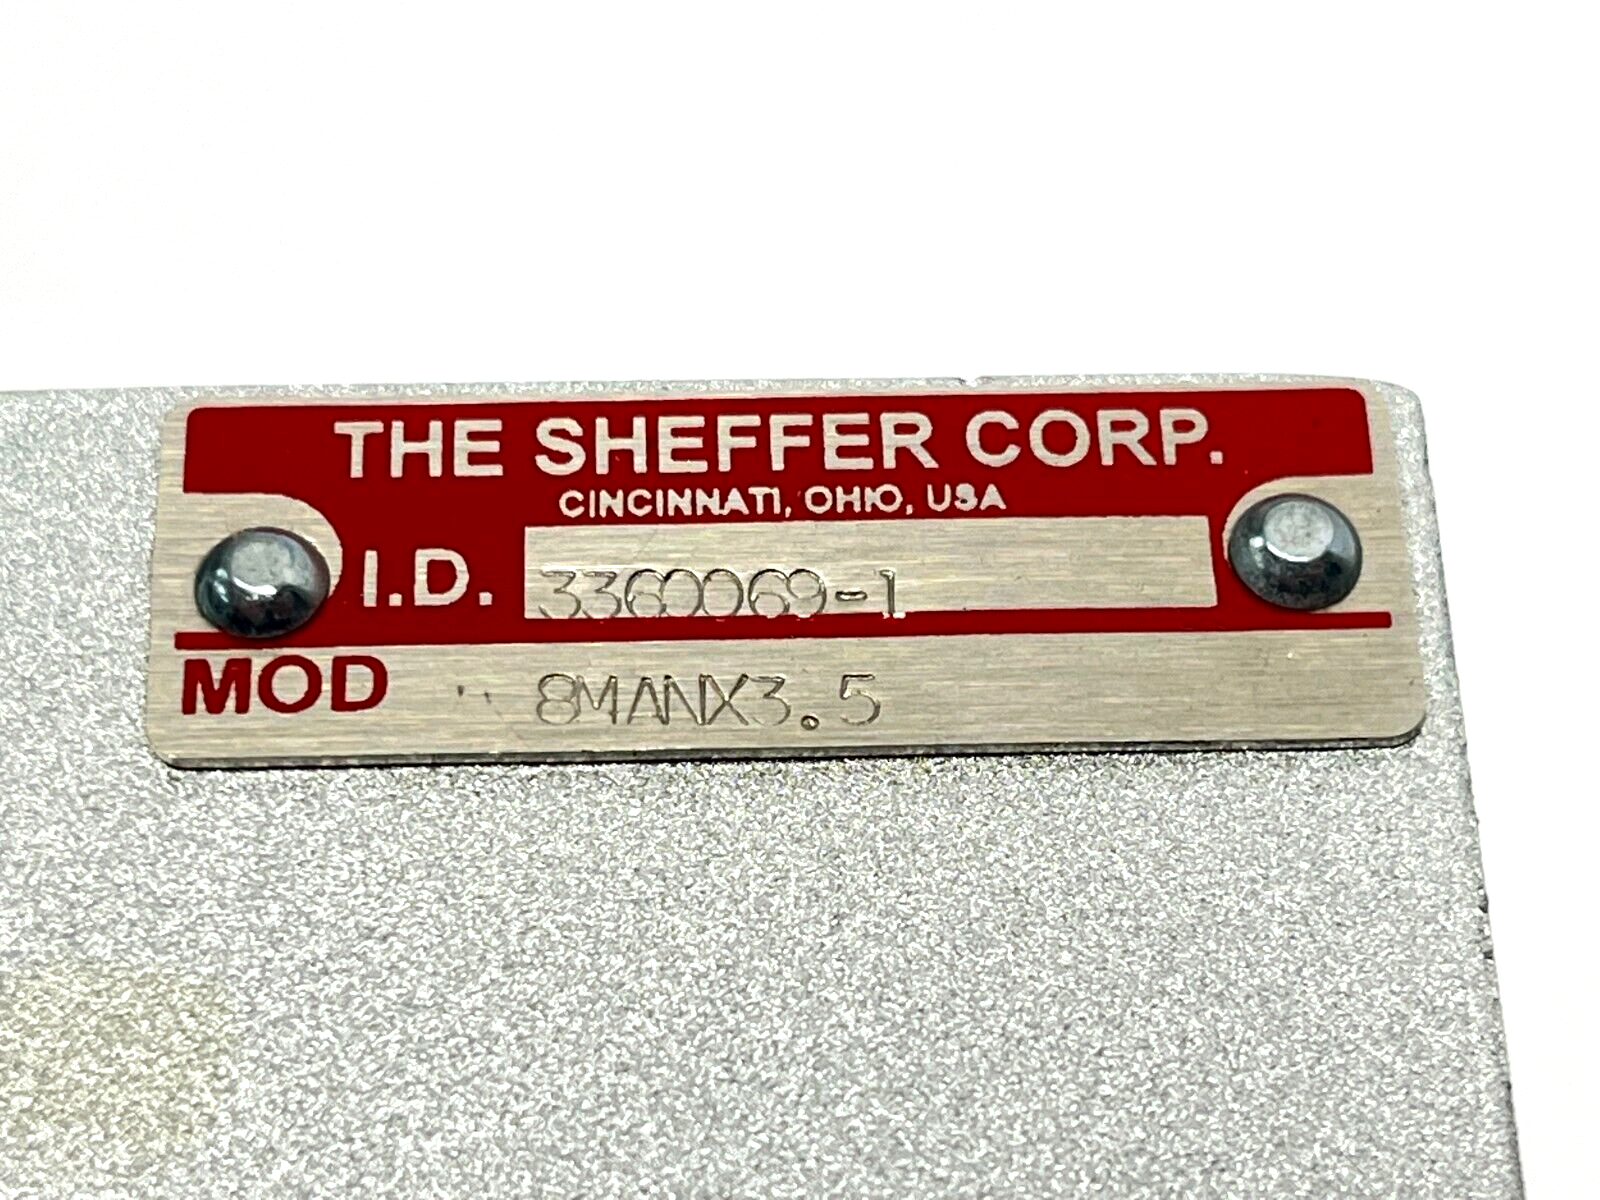 THE SHEFFER CORP.
CINCINNATI, OHIO, USA
I.D. 3360069-1
MOD 8MANX3.5